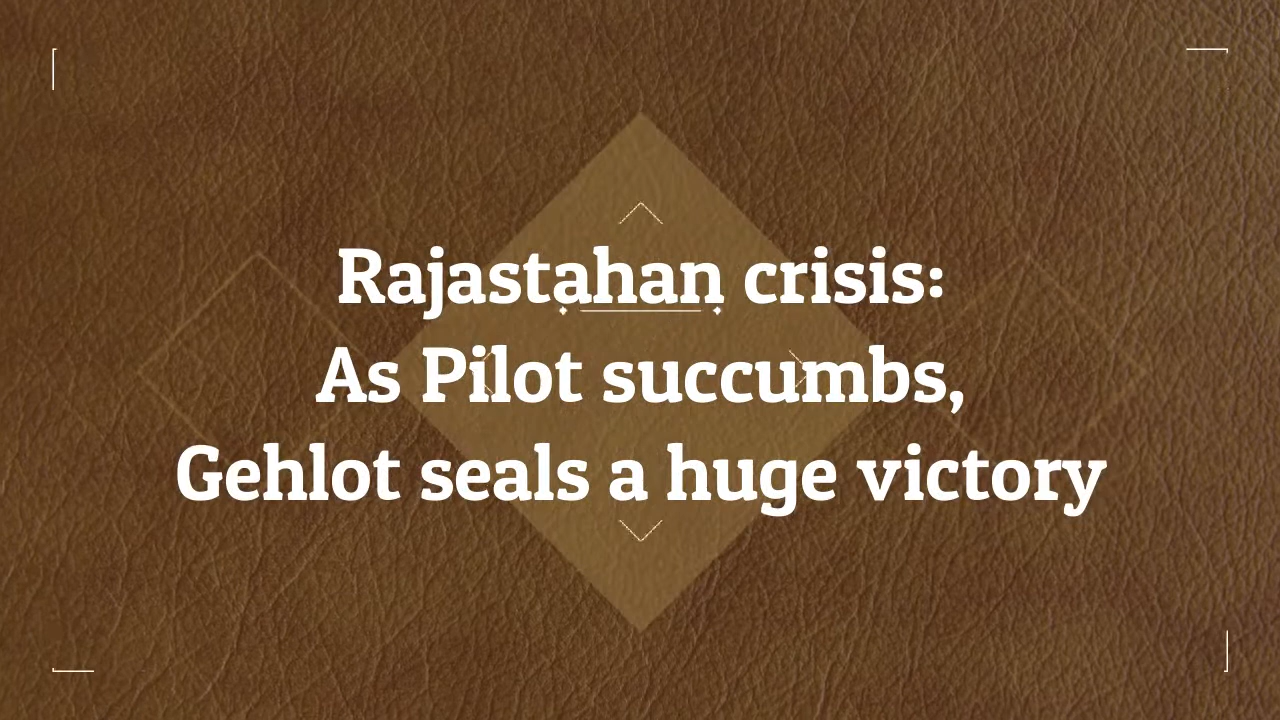 Rajastahan crisis:
As Pilot succumbs,
Gehlot seals a huge victory